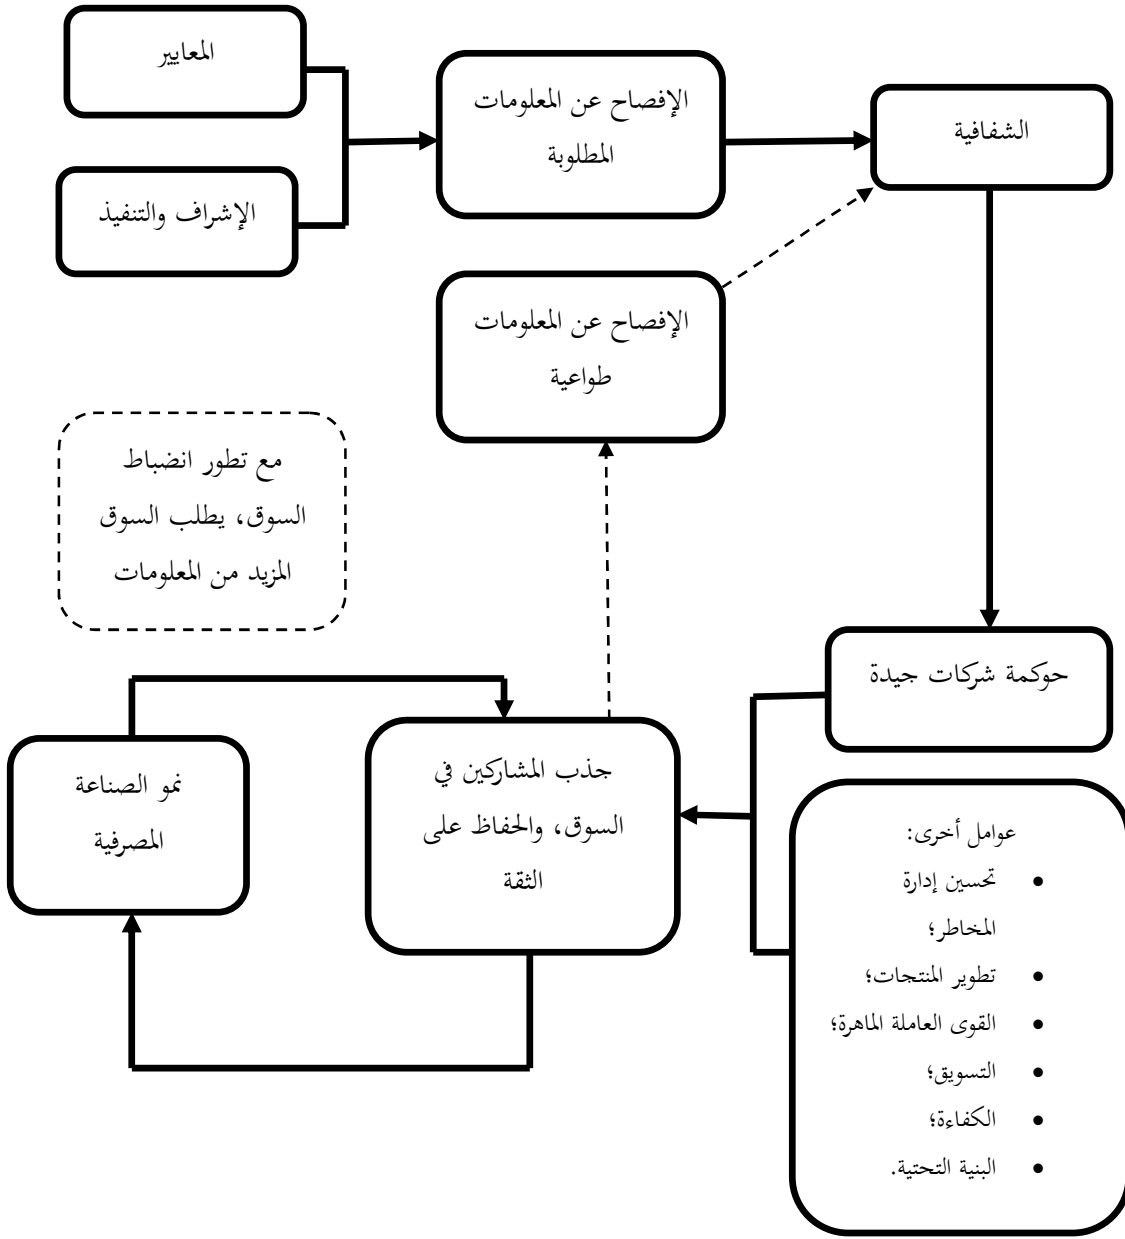 المعايير
الإفصاح عن المعلومات
المطلوبة
الشفافية
الإشراف والتنفيذ
الإفصاح عن المعلومات
طواعية
مع تطور انضباط
السوق، يطلب السوق
المزيد من المعلومات
حوكمة شركات جيدة
جذب المشاركين في
السوق، والحفاظ على
الثقة
نمو الصناعة
المصرفية
عوامل أخرى:
• تحسين إدارة
المخاطر؛
• تطوير المنتجات؛
• القوى العاملة الماهرة؛
• التسويق؛
• الكفاءة؛
• البنية التحتية.